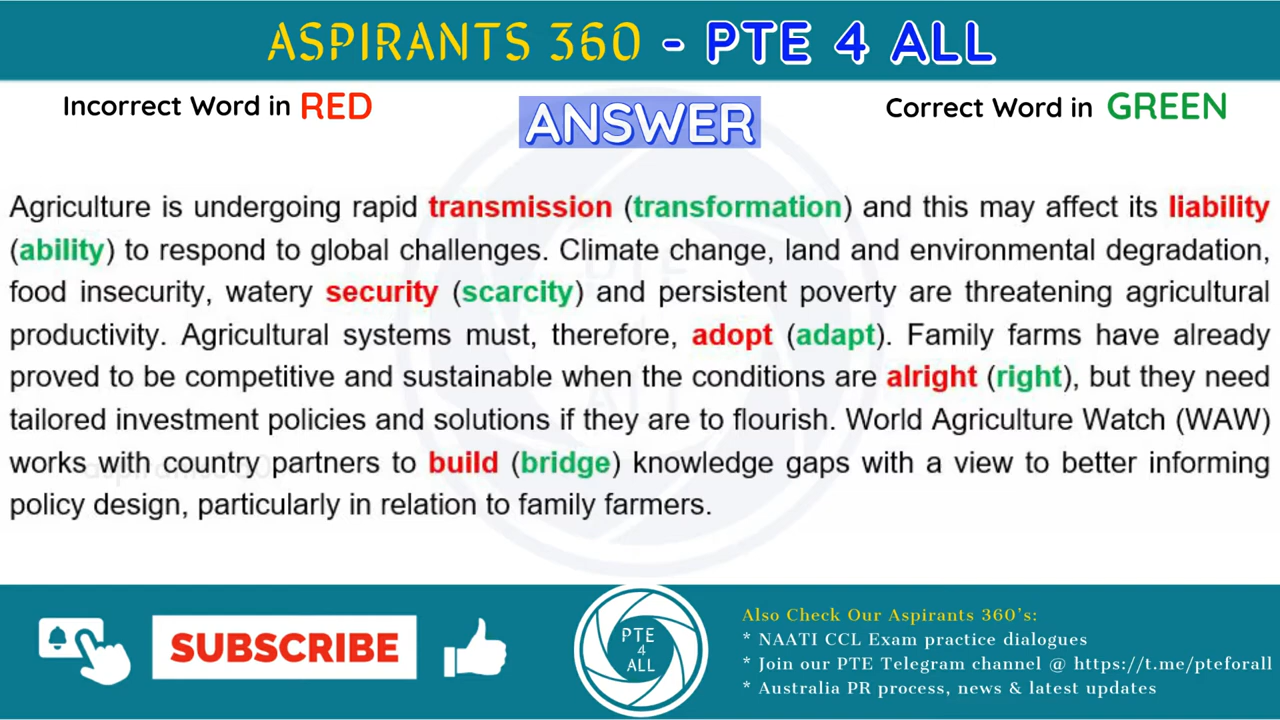 ASPIRANTS 360 - PTE 4 ALL
Incorrect Word in RED
ANSWER
Correct Word in GREEN
Agriculture is undergoing rapid transmission (transformation) and this may affect its liability
(ability) to respond to global challenges. Climate change, land and environmental degradation,
food insecurity, watery security (scarcity) and persistent poverty are threatening agricultural
productivity. Agricultural systems must, therefore, adopt (adapt). Family farms have already
proved to be competitive and sustainable when the conditions are alright (right), but they need
tailored investment policies and solutions if they are to flourish. World Agriculture Watch (WAW)
works with country partners to build (bridge) knowledge gaps with a view to better informing
policy design, particularly in relation to family farmers.
SUBSCRIBE
PTE
4
ALL
Also Check Our Aspirants 360's:
* NAATI CCL Exam practice dialogues
* Join our PTE Telegram channel @ https://t.me/pteforall
* Australia PR process, news & latest updates